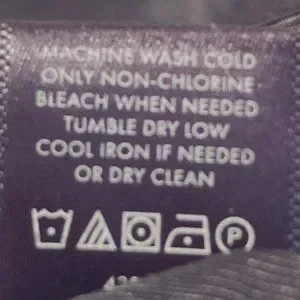 MACHINE WASH COLD
ONLY NON-CHLORINE
BLEACH WHEN NEEDED
TUMBLE DRY LOW
COOL IRON IF NEEDED
OR DRY CLEAN
P